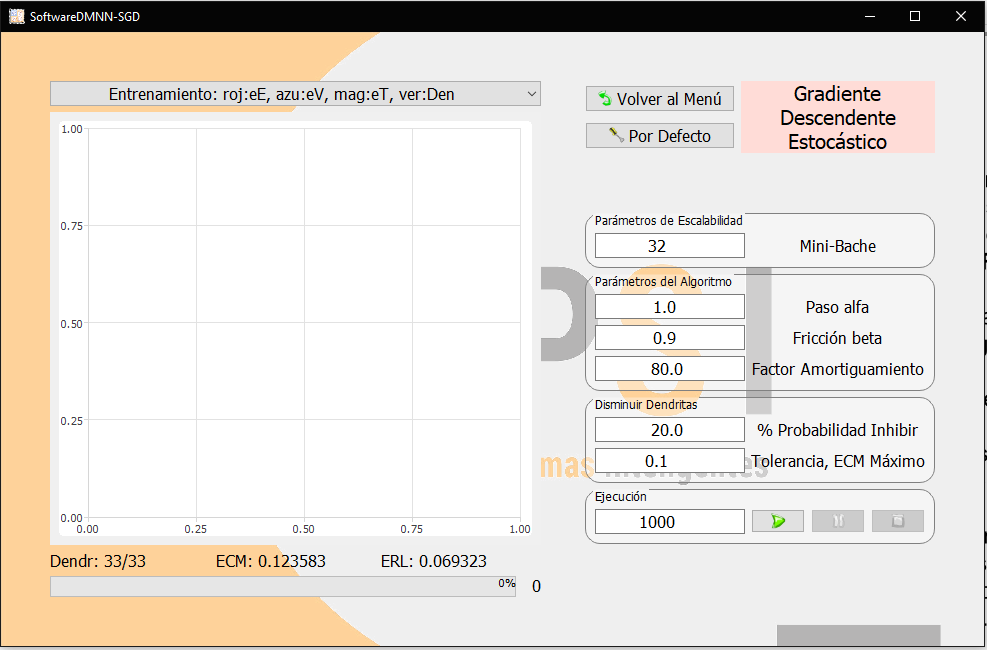 SoftwareDMNN-SGD
Entrenamiento: roj:eE, azu:eV, mag:eT, ver:Den
1.00
0.75
0.50
0.25
0.00
0.00 0.25 0.50 0.75 1.00
Dendr: 33/33 ECM: 0.123583 ERL: 0.069323
0% 0
Volver al Menú
Por Defecto
Gradiente
Descendente
Estocástico
Parámetros de Escalabilidad
32 Mini-Bache
Parámetros del Algoritmo
1.0 Paso alfa
0.9 Fricción beta
80.0 Factor Amortiguamiento
Disminuir Dendritas
20.0 % Probabilidad Inhibir
0.1 Tolerancia, ECM Máximo
Ejecución
1000
PSI
mas Inteligentes